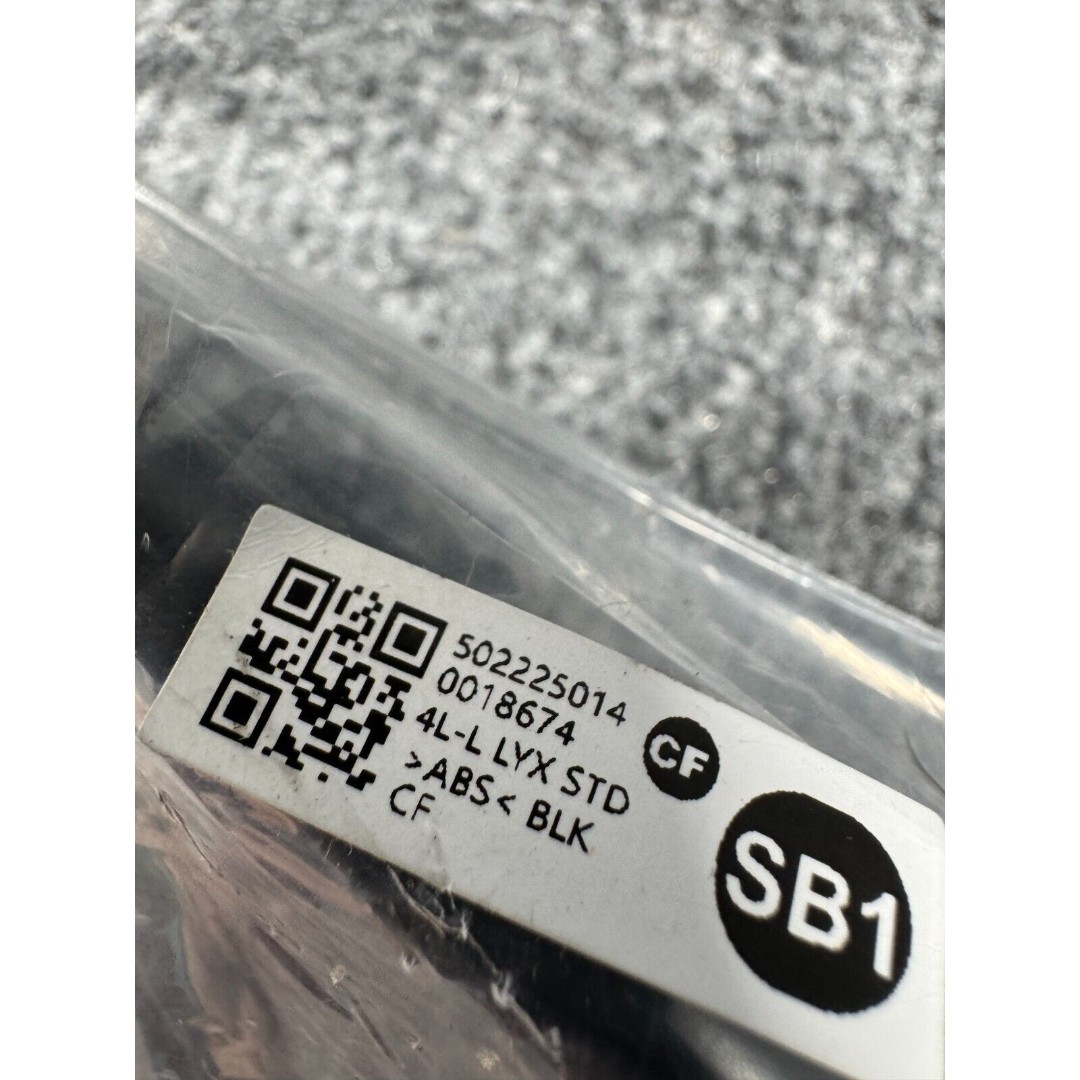 502225014
0018674
4L-L LYX STD
>ABS< BLK
CF
CF
SB1